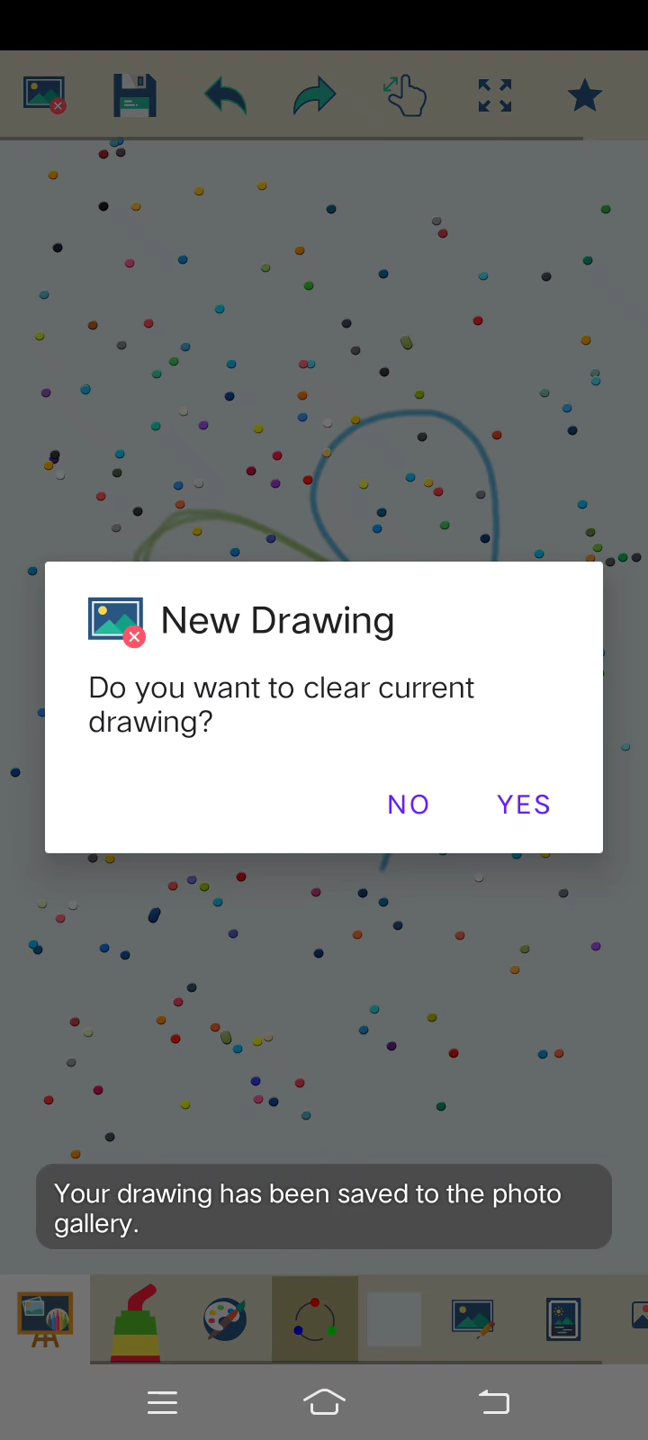 New Drawing
Do you want to clear current
drawing?
NO YES
Your drawing has been saved to the photo
gallery.